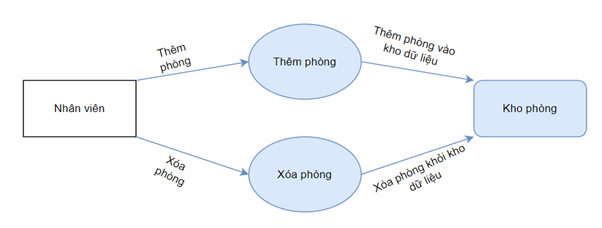 Nhân viên
Thêm
phòng
Thêm phòng
Thêm phòng vào
kho dữ liệu
Kho phòng
Xóa
phòng
Xóa phòng
Xóa phòng khỏi kho
dữ liệu